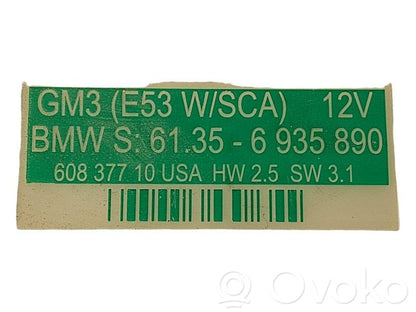 GM3 (E53 W/SCA) 12V
BMW S: 61.35 - 6 935 890
608 377 10 USA HW 2.5 SW 3.1
Ovoko